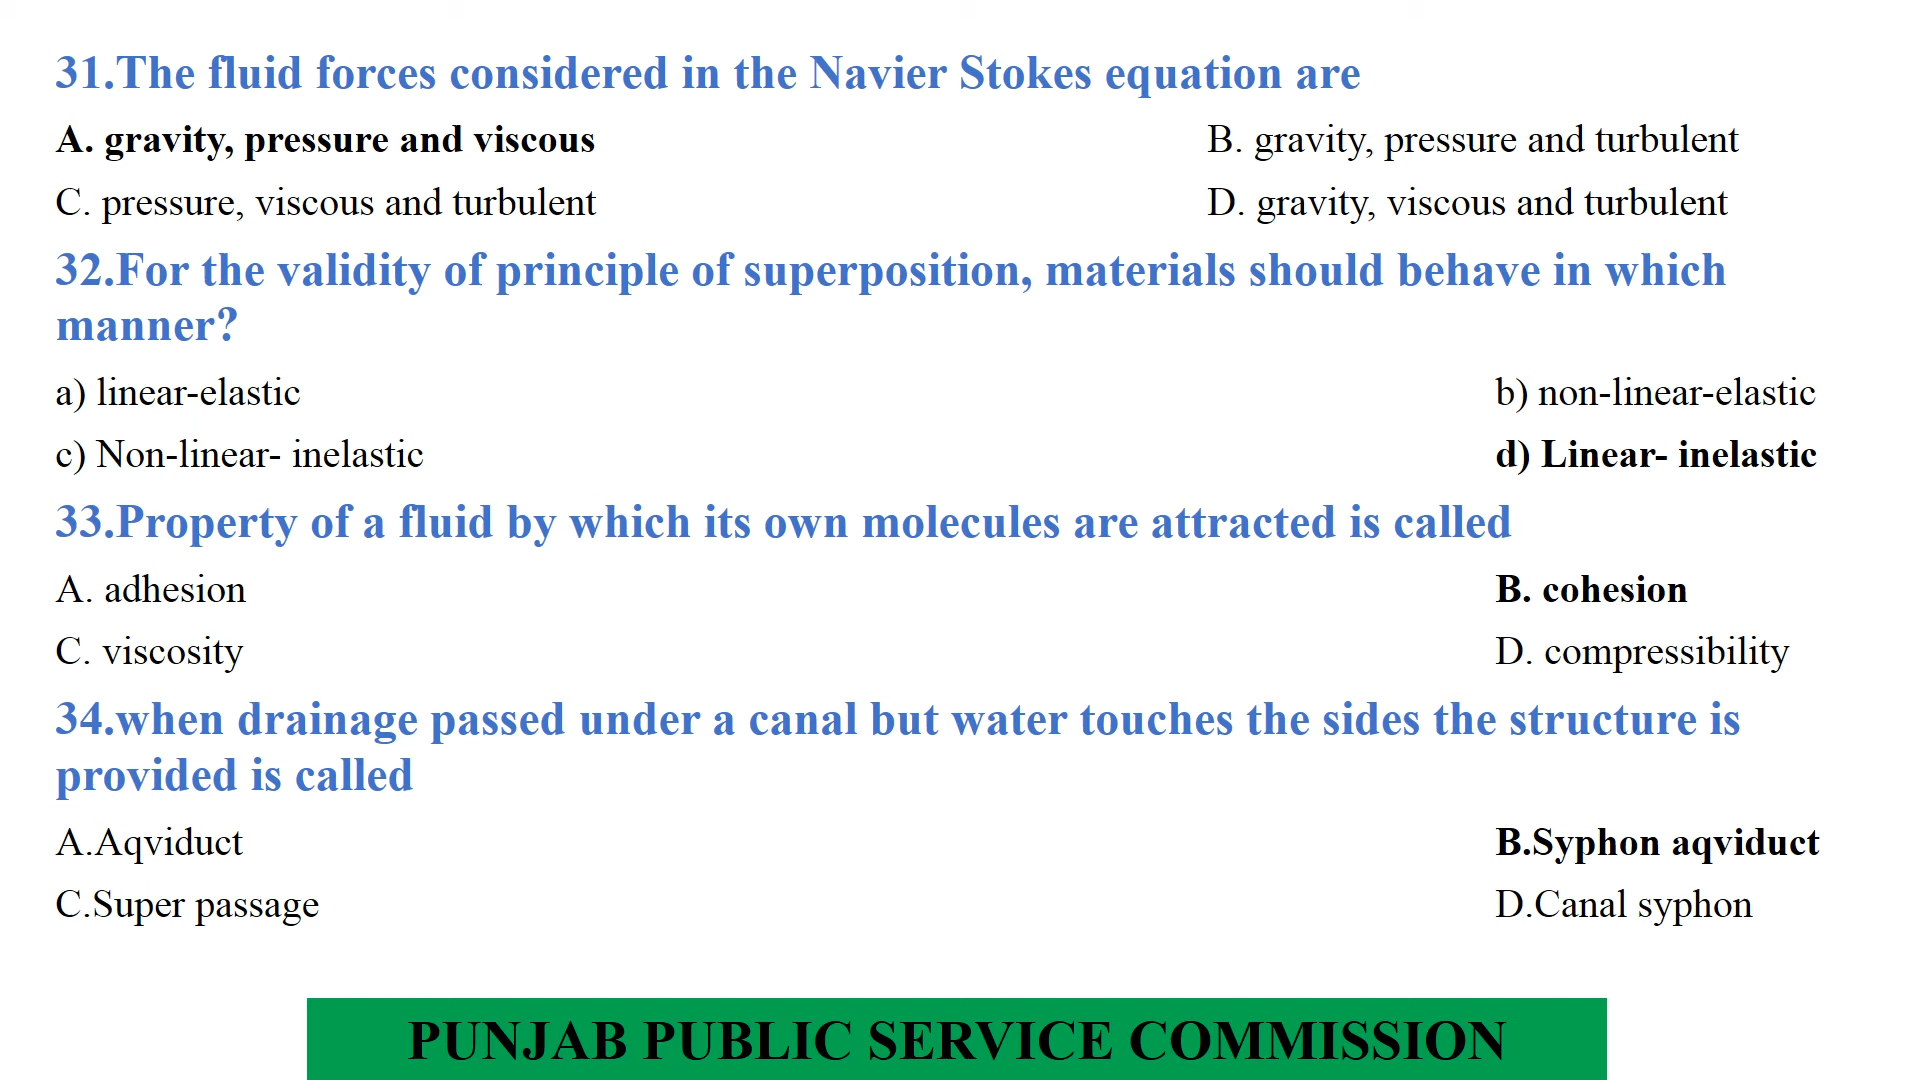 31.The fluid forces considered in the Navier Stokes equation are
A. gravity, pressure and viscous B. gravity, pressure and turbulent
C. pressure, viscous and turbulent D. gravity, viscous and turbulent
32.For the validity of principle of superposition, materials should behave in which
manner?
a) linear-elastic b) non-linear-elastic
c) Non-linear- inelastic d) Linear- inelastic
33.Property of a fluid by which its own molecules are attracted is called
A. adhesion B. cohesion
C. viscosity D. compressibility
34.when drainage passed under a canal but water touches the sides the structure is
provided is called
A.Aqviduct B.Syphon aqviduct
C.Super passage D.Canal syphon
PUNJAB PUBLIC SERVICE COMMISSION